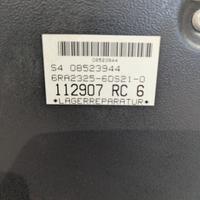 08523944
S4 08523944
6RA2325-6DS21-0
112907 RC 6
*LAGERREPARATUR*